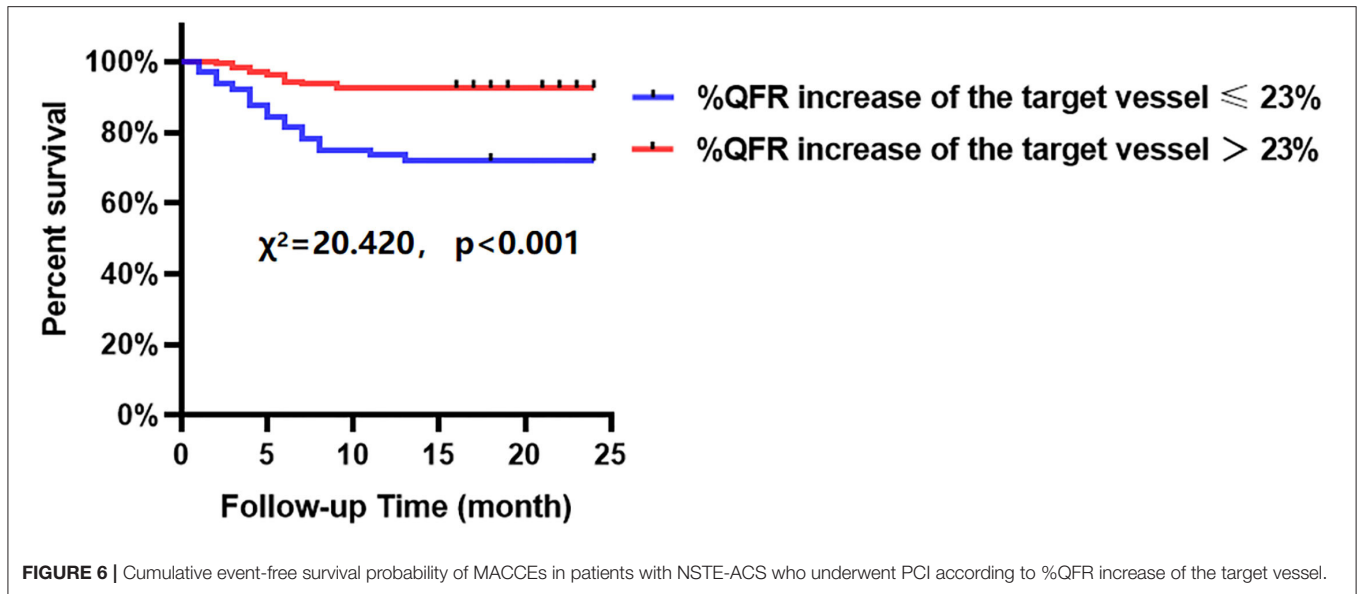 100%
80%
60%
40%
20%
0%
Percent survival
0 5 10 15 20 25
Follow-up Time (month)
χ²=20.420, p<0.001
%QFR increase of the target vessel ≤ 23%
%QFR increase of the target vessel > 23%
FIGURE 6 | Cumulative event-free survival probability of MACCEs in patients with NSTE-ACS who underwent PCI according to %QFR increase of the target vessel.